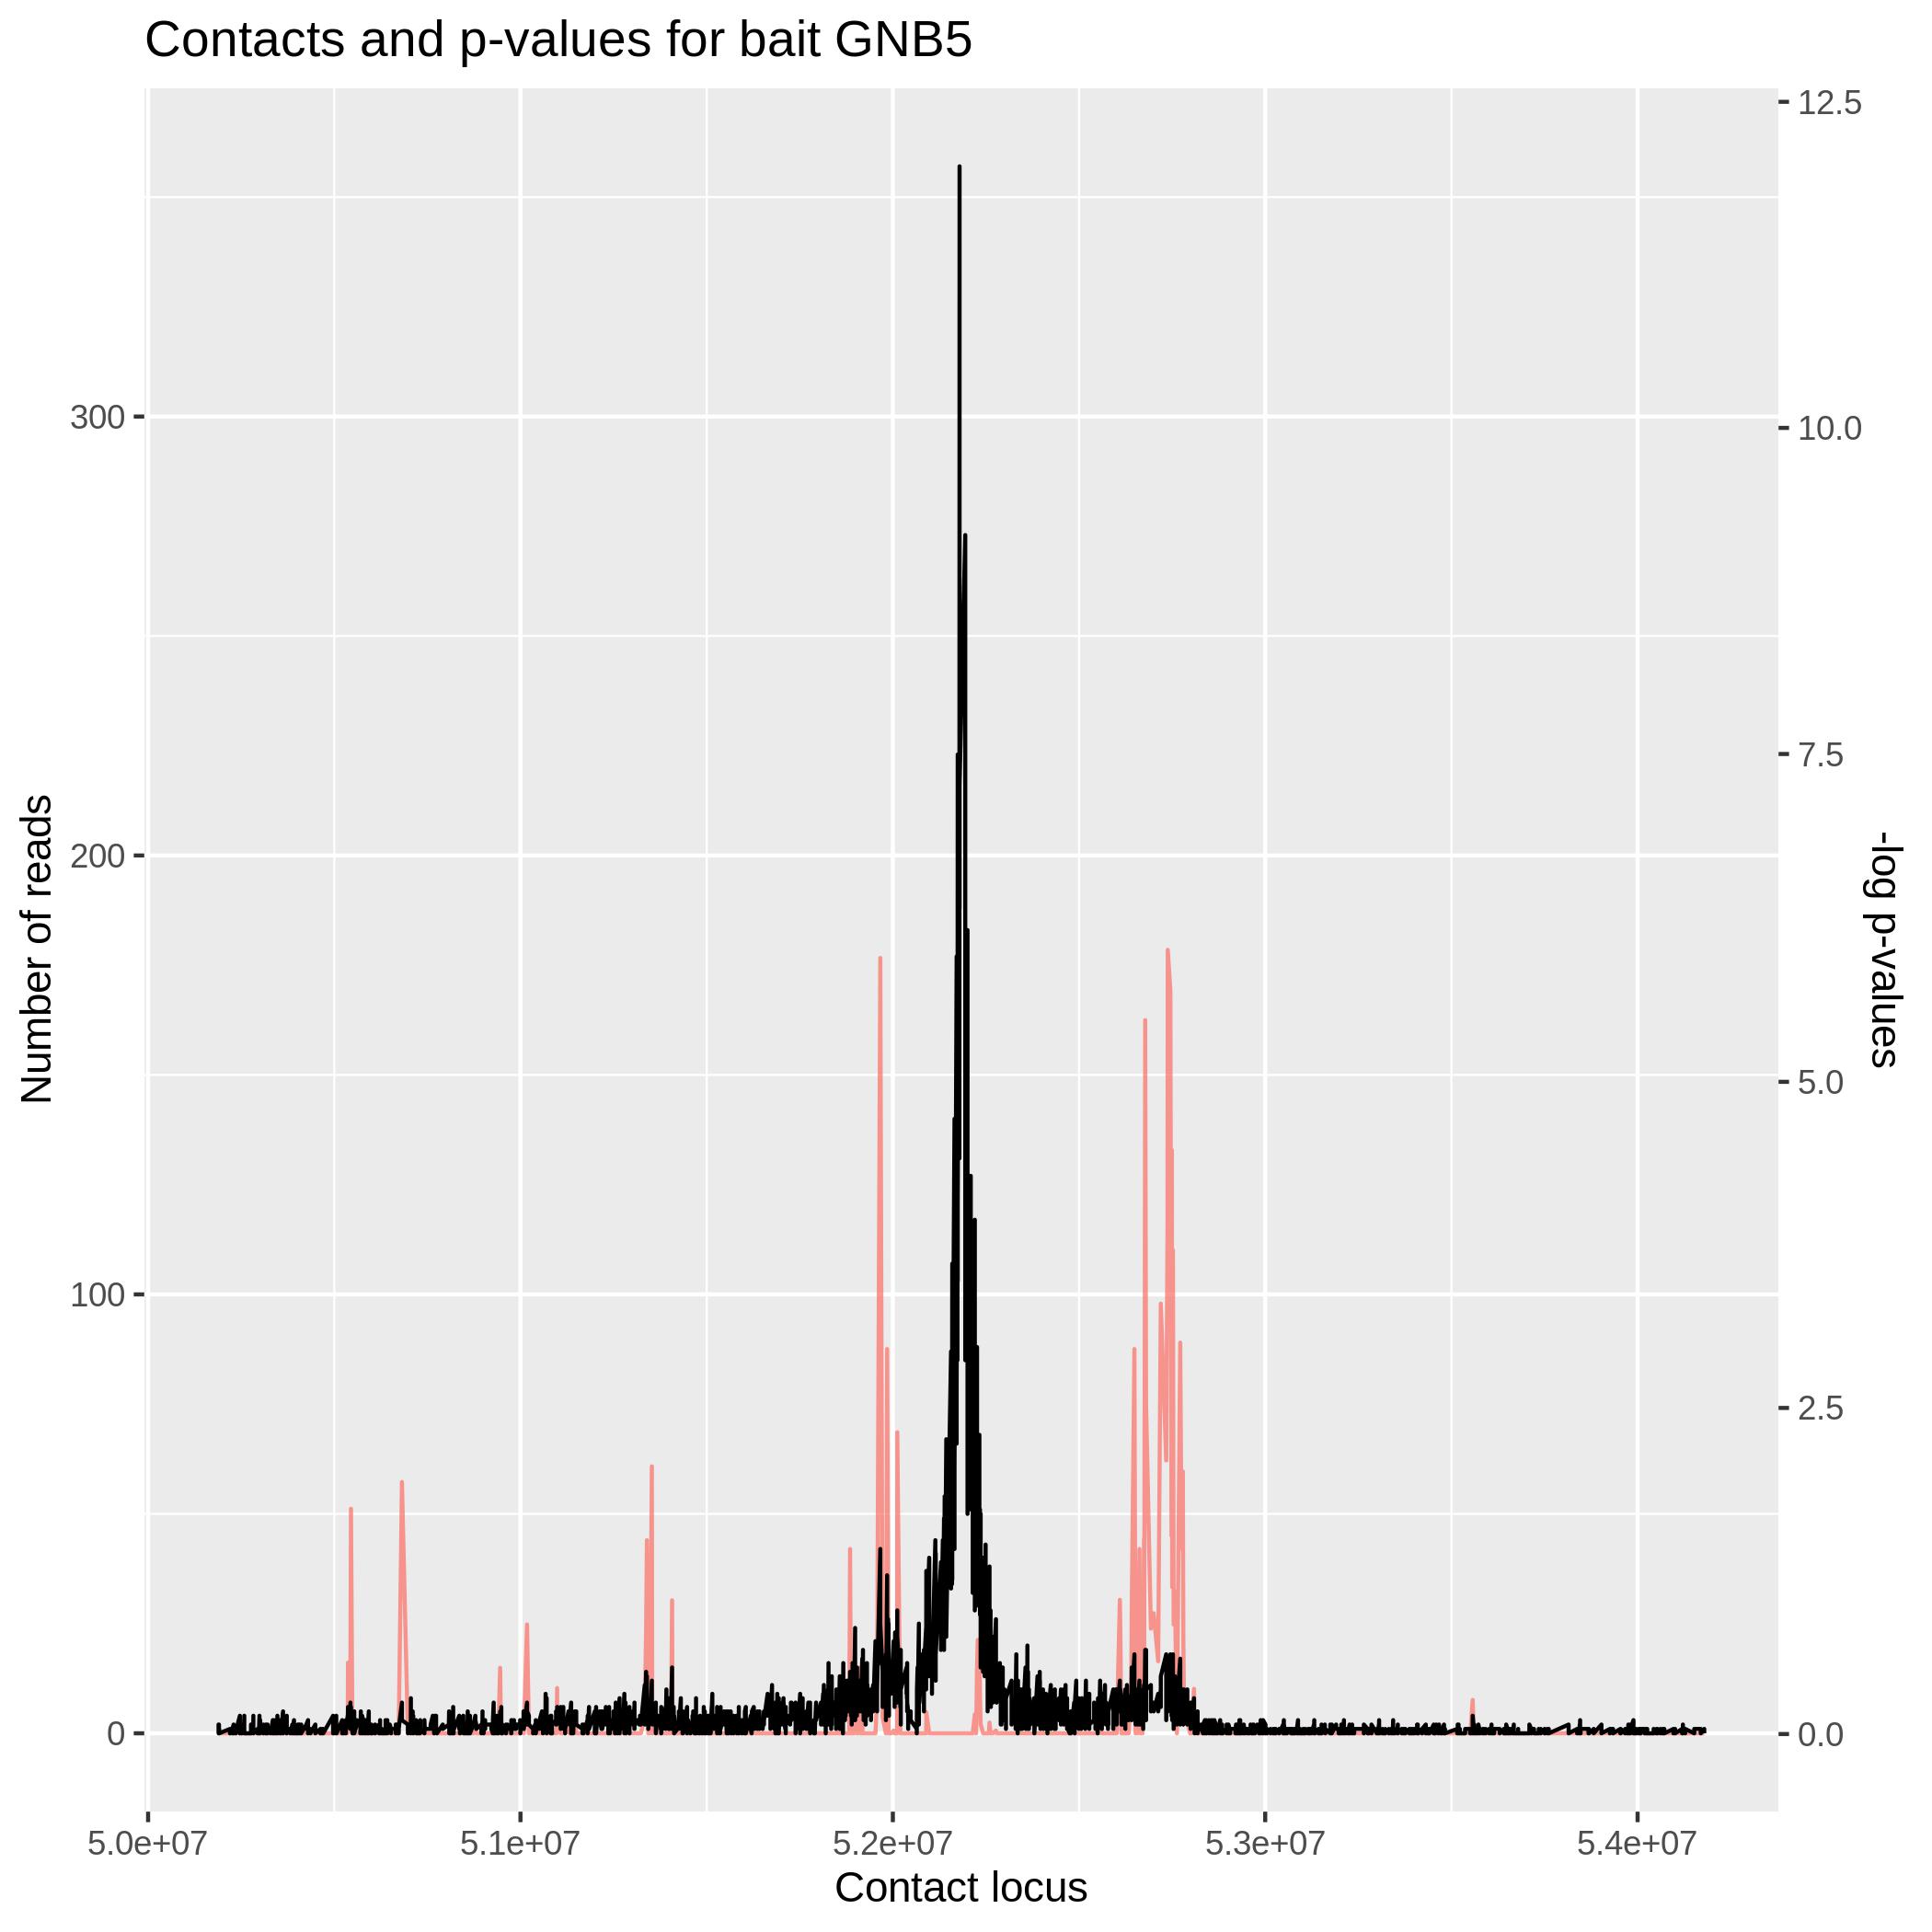 Contacts and p-values for bait GNB5
12.5
10.0
7.5
5.0
2.5
0.0
300
200
100
0
Number of reads
-log p-values
5.0e+07
5.1e+07
5.2e+07
5.3e+07
5.4e+07
Contact locus